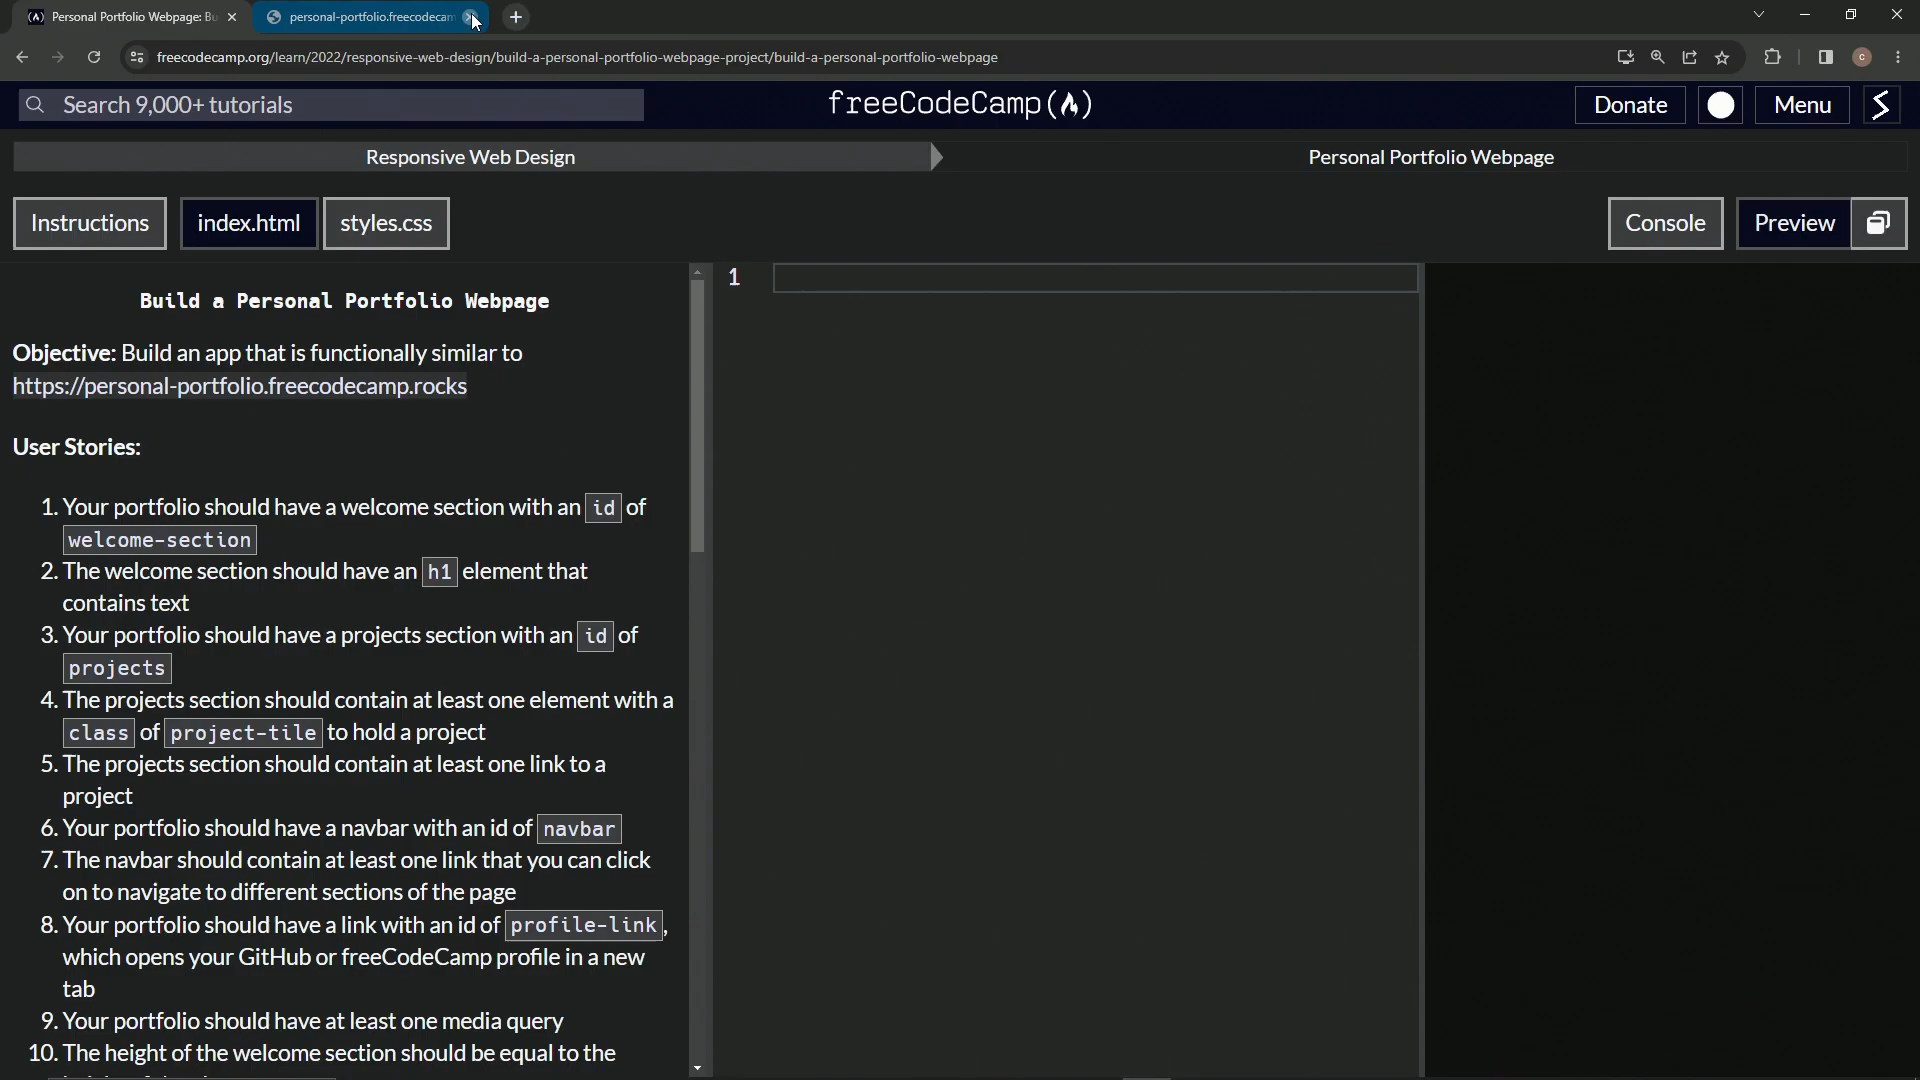 Personal Portfolio Webpage: Bu
personal-portfolio.freecodecam
freecodecamp.org/learn/2022/responsive-web-design/build-a-personal-portfolio-webpage-project/build-a-personal-portfolio-webpage
C
Search 9,000+ tutorials
freeCodeCamp
Donate
Menu
Responsive Web Design
Personal Portfolio Webpage
Instructions
index.html
styles.css
Console
Preview
Build a Personal Portfolio Webpage
1
Objective: Build an app that is functionally similar to
https://personal-portfolio.freecodecamp.rocks
User Stories:
1. Your portfolio should have a welcome section with an id of
welcome-section
2. The welcome section should have an h1 element that
contains text
3. Your portfolio should have a projects section with an id of
projects
4. The projects section should contain at least one element with a
class of project-tile to hold a project
5. The projects section should contain at least one link to a
project
6. Your portfolio should have a navbar with an id of navbar
7. The navbar should contain at least one link that you can click
on to navigate to different sections of the page
8. Your portfolio should have a link with an id of profile-link,
which opens your GitHub or freeCodeCamp profile in a new
tab
9. Your portfolio should have at least one media query
10. The height of the welcome section should be equal to the